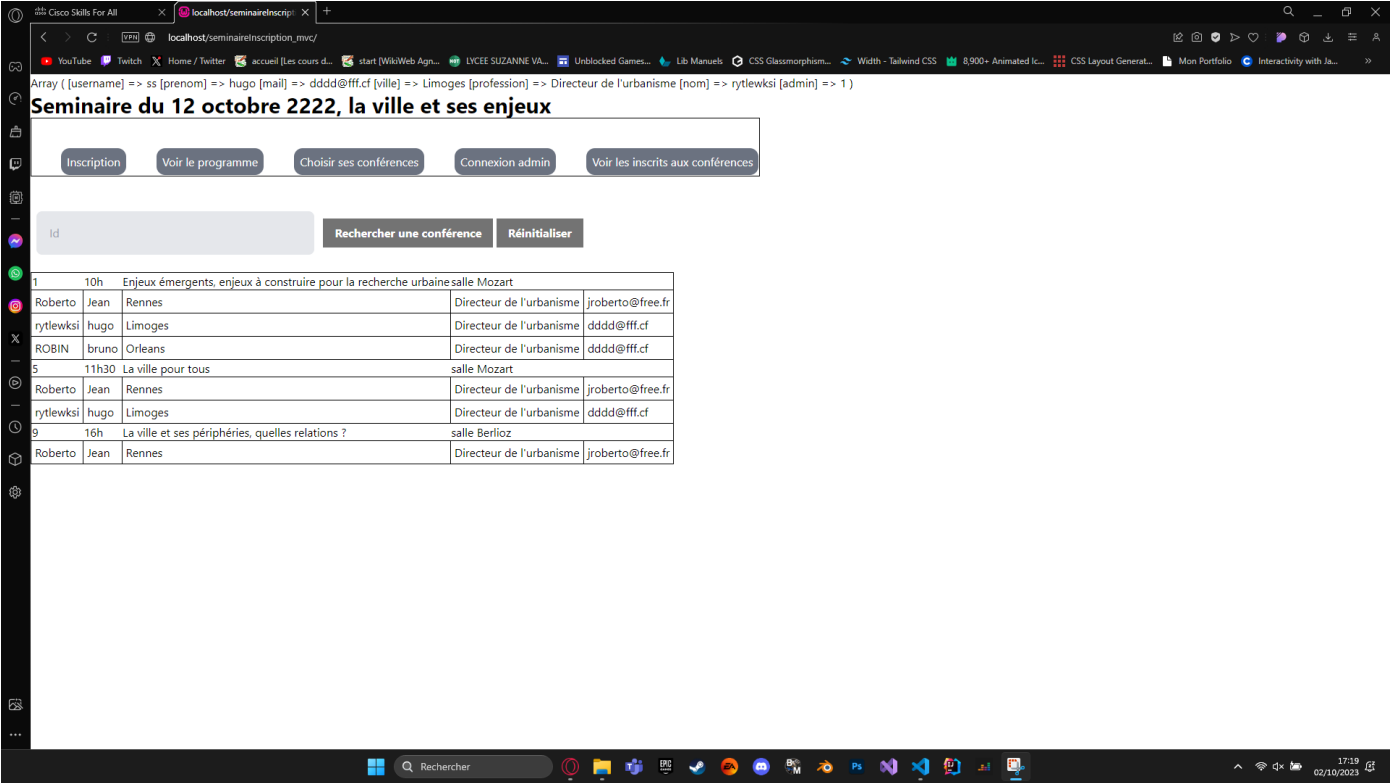 Cisco Skills For All
localhost/seminaireInscript
VPN localhost/seminaireInscription_mvc/
YouTube Twitch Home / Twitter accueil [Les cours d... start [WikiWeb Agn... LYCEE SUZANNE VA... Unblocked Games... Lib Manuels CSS Glassmorphism... Width - Tailwind CSS 8,900+ Animated Ic... CSS Layout Generat... Mon Portfolio Interactivity with Ja...
Array ( [username] => ss [prenom] => hugo [mail] => dddd@fff.cf [ville] => Limoges [profession] => Directeur de l'urbanisme [nom] => rytlewksi [admin] => 1 )
Seminaire du 12 octobre 2222, la ville et ses enjeux
Inscription Voir le programme Choisir ses conférences Connexion admin Voir les inscrits aux conférences
Id Rechercher une conférence Réinitialiser
1 10h Enjeux émergents, enjeux à construire pour la recherche urbaine salle Mozart
Roberto Jean Rennes Directeur de l'urbanisme jroberto@free.fr
rytlewksi hugo Limoges Directeur de l'urbanisme dddd@fff.cf
ROBIN bruno Orleans Directeur de l'urbanisme dddd@fff.cf
5 11h30 La ville pour tous salle Mozart
Roberto Jean Rennes Directeur de l'urbanisme jroberto@free.fr
rytlewksi hugo Limoges Directeur de l'urbanisme dddd@fff.cf
9 16h La ville et ses périphéries, quelles relations ? salle Berlioz
Roberto Jean Rennes Directeur de l'urbanisme jroberto@free.fr
Rechercher
17:19
02/10/2023